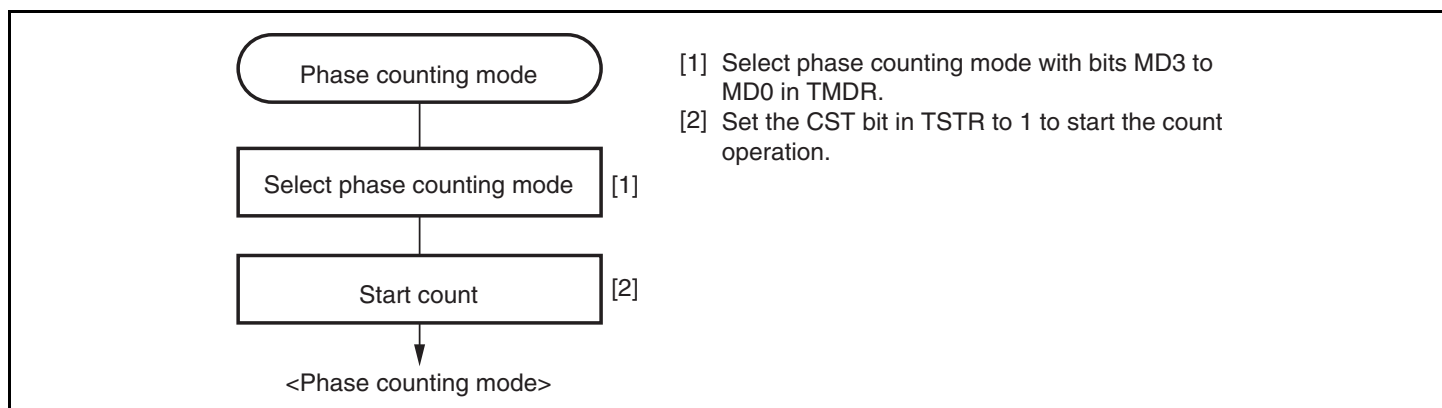 Phase counting mode
Select phase counting mode [1]
Start count [2]
<Phase counting mode>
[1] Select phase counting mode with bits MD3 to
MD0 in TMDR.
[2] Set the CST bit in TSTR to 1 to start the count
operation.